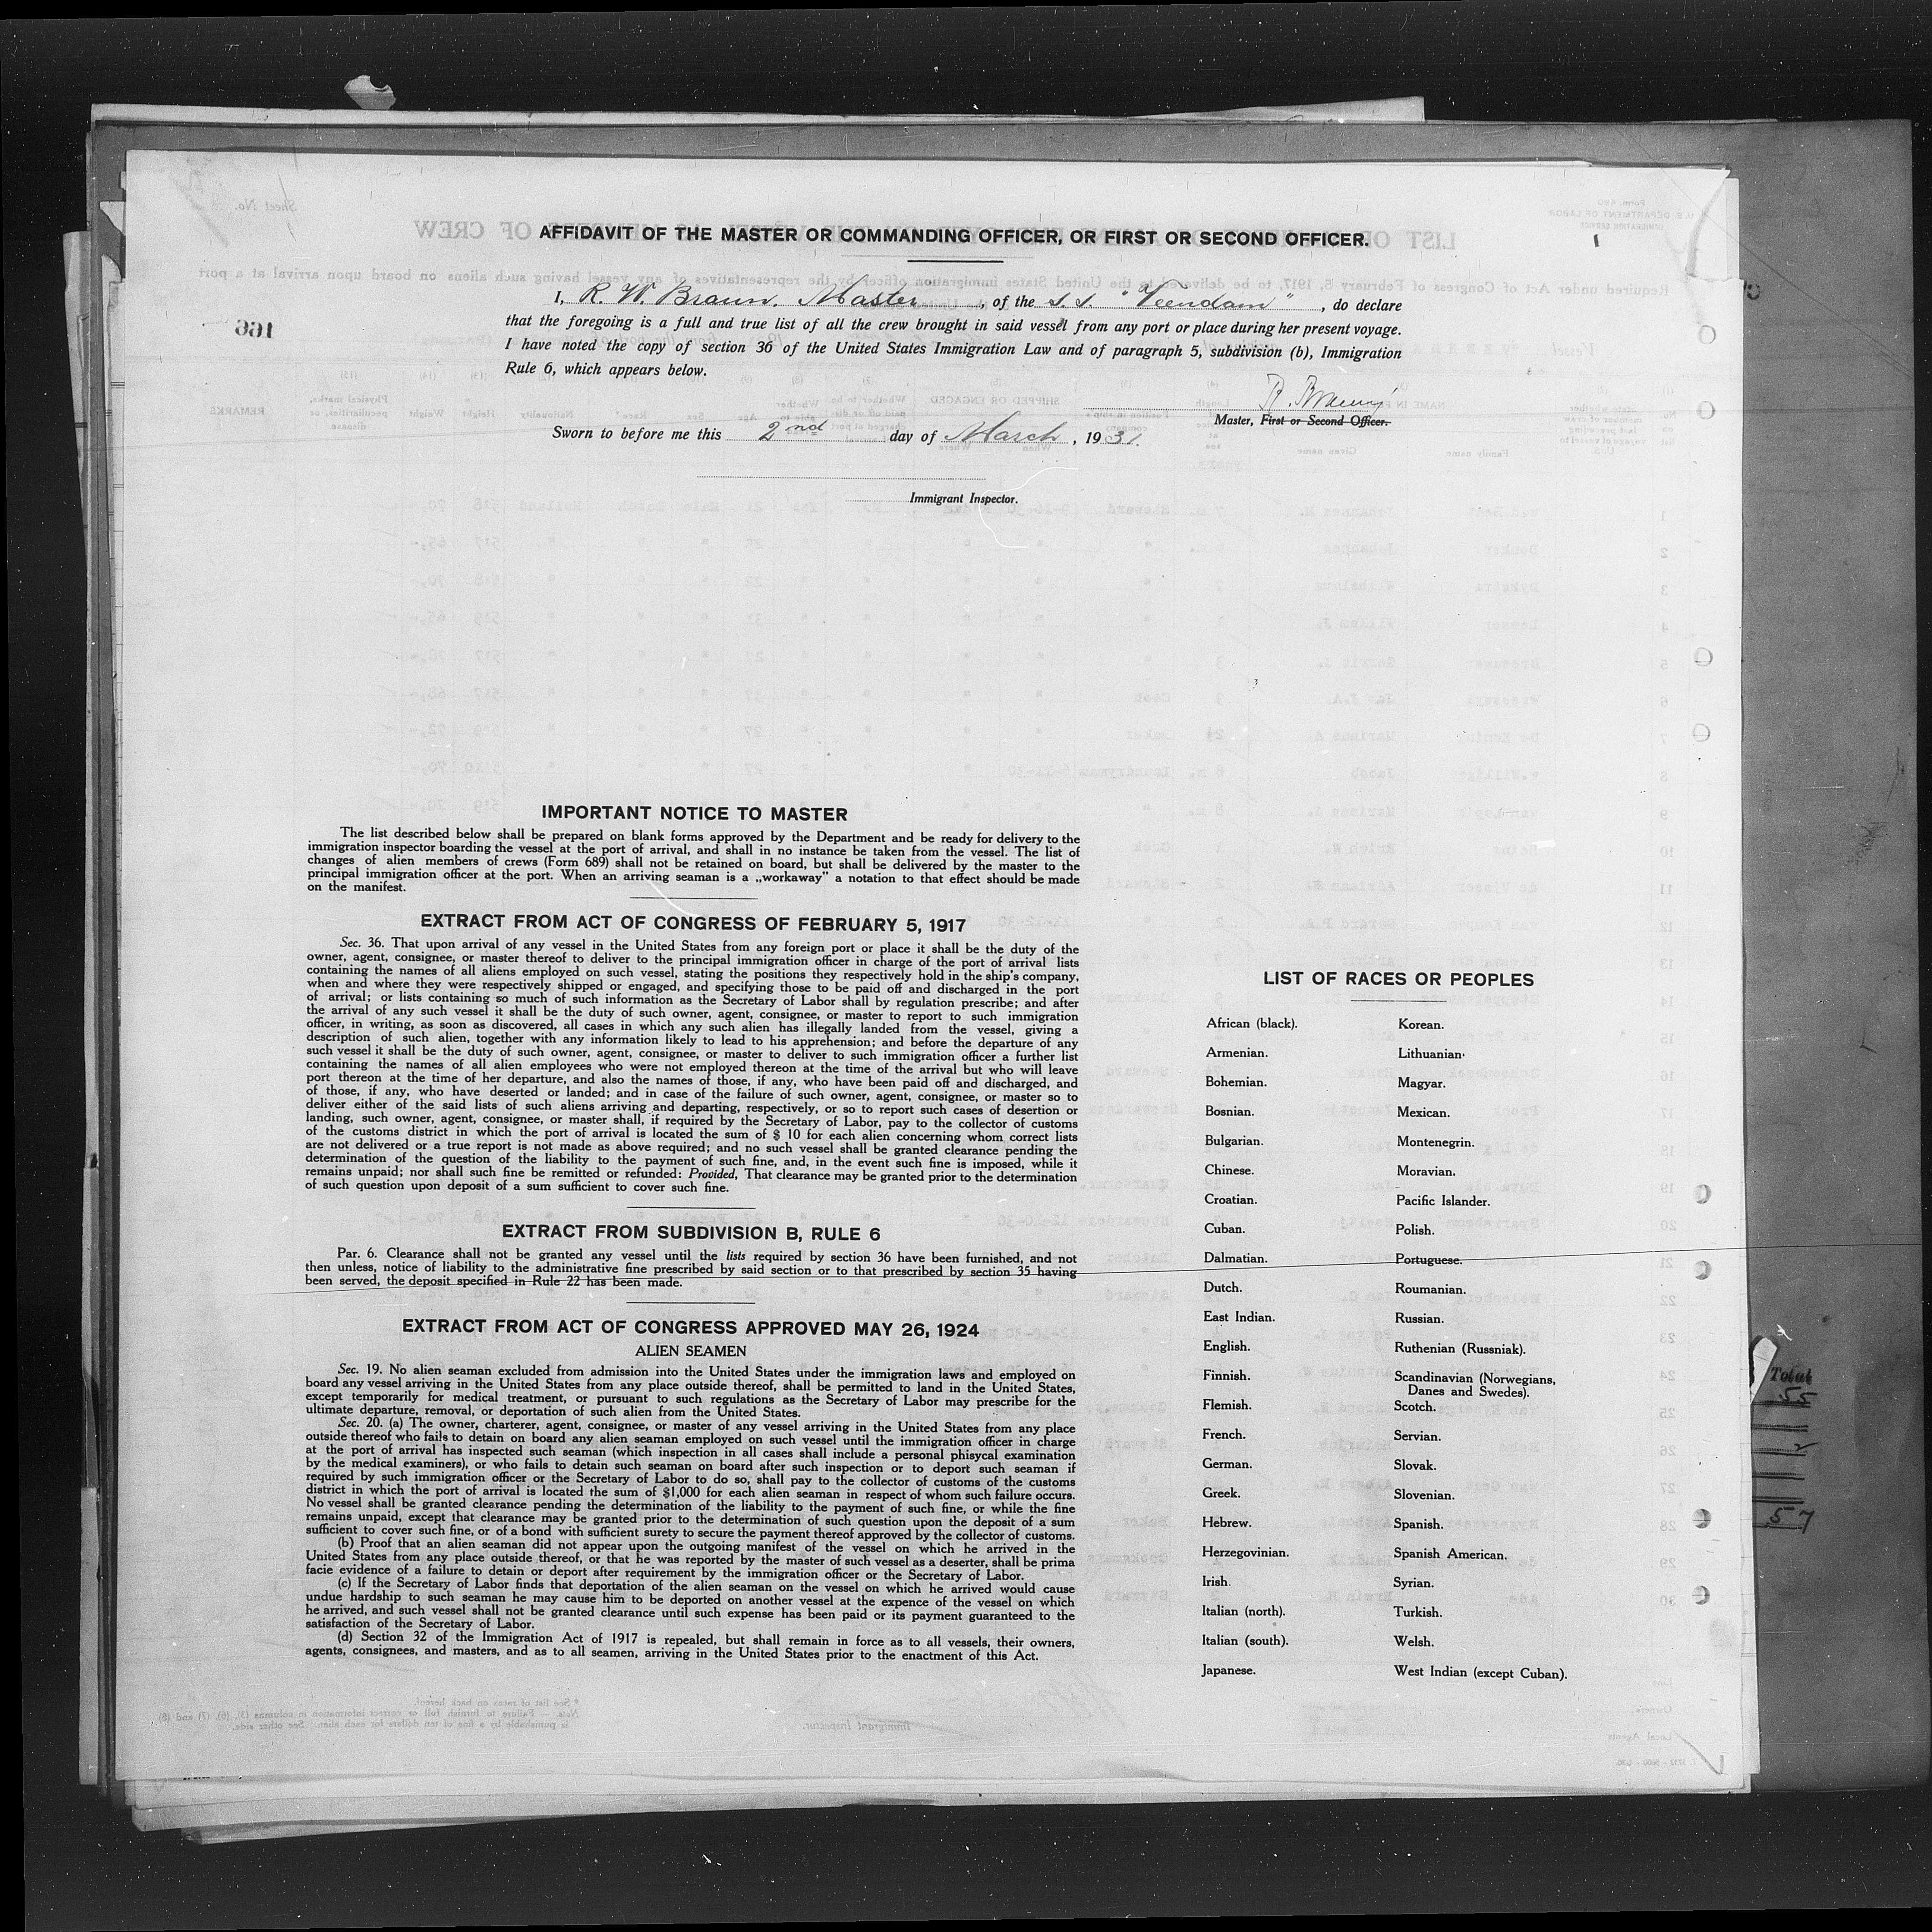 AFFIDAVIT OF THE MASTER OR COMMANDING OFFICER, OR FIRST OR SECOND OFFICER.
I, R. W. Braun. Master, of the s.s. "Veendam", do declare
that the foregoing is a full and true list of all the crew brought in said vessel from any port or place during her present voyage.
I have noted the copy of section 36 of the United States Immigration Law and of paragraph 5, subdivision (b), Immigration
Rule 6, which appears below.
R. Braun
Master, First or Second Officer.
Sworn to before me this 2nd day of March, 1931.
Immigrant Inspector.
166
IMPORTANT NOTICE TO MASTER
The list described below shall be prepared on blank forms approved by the Department and be ready for delivery to the
immigration inspector boarding the vessel at the port of arrival, and shall in no instance be taken from the vessel. The list of
changes of alien members of crews (Form 689) shall not be retained on board, but shall be delivered by the master to the
principal immigration officer at the port. When an arriving seaman is a „workaway” a notation to that effect should be made
on the manifest.
EXTRACT FROM ACT OF CONGRESS OF FEBRUARY 5, 1917
Sec. 36. That upon arrival of any vessel in the United States from any foreign port or place it shall be the duty of the
owner, agent, consignee, or master thereof to deliver to the principal immigration officer in charge of the port of arrival lists
containing the names of all aliens employed on such vessel, stating the positions they respectively hold in the ship's company,
when and where they were respectively shipped or engaged, and specifying those to be paid off and discharged in the port
of arrival; or lists containing so much of such information as the Secretary of Labor shall by regulation prescribe; and after
the arrival of any such vessel it shall be the duty of such owner, agent, consignee, or master to report to such immigration
officer, in writing, as soon as discovered, all cases in which any such alien has illegally landed from the vessel, giving a
description of such alien, together with any information likely to lead to his apprehension; and before the departure of any
such vessel it shall be the duty of such owner, agent, consignee, or master to deliver to such immigration officer a further list
containing the names of all alien employees who were not employed thereon at the time of the arrival but who will leave
port thereon at the time of her departure, and also the names of those, if any, who have been paid off and discharged, and
of those, if any, who have deserted or landed; and in case of the failure of such owner, agent, consignee, or master so to
deliver either of the said lists of such aliens arriving and departing, respectively, or so to report such cases of desertion or
landing, such owner, agent, consignee, or master shall, if required by the Secretary of Labor, pay to the collector of customs
of the customs district in which the port of arrival is located the sum of $ 10 for each alien concerning whom correct lists
are not delivered or a true report is not made as above required; and no such vessel shall be granted clearance pending the
determination of the question of the liability to the payment of such fine, and, in the event such fine is imposed, while it
remains unpaid; nor shall such fine be remitted or refunded: Provided, That clearance may be granted prior to the determination
of such question upon deposit of a sum sufficient to cover such fine.
EXTRACT FROM SUBDIVISION B, RULE 6
Par. 6. Clearance shall not be granted any vessel until the lists required by section 36 have been furnished, and not
then unless, notice of liability to the administrative fine prescribed by said section or to that prescribed by section 35 having
been served, the deposit specified in Rule 22 has been made.
EXTRACT FROM ACT OF CONGRESS APPROVED MAY 26, 1924
ALIEN SEAMEN
Sec. 19. No alien seaman excluded from admission into the United States under the immigration laws and employed on
board any vessel arriving in the United States from any place outside thereof, shall be permitted to land in the United States,
except temporarily for medical treatment, or pursuant to such regulations as the Secretary of Labor may prescribe for the
ultimate departure, removal, or deportation of such alien from the United States.
Sec. 20. (a) The owner, charterer, agent, consignee, or master of any vessel arriving in the United States from any place
outside thereof who fails to detain on board any alien seaman employed on such vessel until the immigration officer in charge
at the port of arrival has inspected such seaman (which inspection in all cases shall include a personal phisycal examination
by the medical examiners), or who fails to detain such seaman on board after such inspection or to deport such seaman if
required by such immigration officer or the Secretary of Labor to do so, shall pay to the collector of customs of the customs
district in which the port of arrival is located the sum of $1,000 for each alien seaman in respect of whom such failure occurs.
No vessel shall be granted clearance pending the determination of the liability to the payment of such fine, or while the fine
remains unpaid, except that clearance may be granted prior to the determination of such question upon the deposit of a sum
sufficient to cover such fine, or of a bond with sufficient surety to secure the payment thereof approved by the collector of customs.
(b) Proof that an alien seaman did not appear upon the outgoing manifest of the vessel on which he arrived in the
United States from any place outside thereof, or that he was reported by the master of such vessel as a deserter, shall be prima
facie evidence of a failure to detain or deport after requirement by the immigration officer or the Secretary of Labor.
(c) If the Secretary of Labor finds that deportation of the alien seaman on the vessel on which he arrived would cause
undue hardship to such seaman he may cause him to be deported on another vessel at the expence of the vessel on which
he arrived, and such vessel shall not be granted clearance until such expense has been paid or its payment guaranteed to the
satisfaction of the Secretary of Labor.
(d) Section 32 of the Immigration Act of 1917 is repealed, but shall remain in force as to all vessels, their owners,
agents, consignees, and masters, and as to all seamen, arriving in the United States prior to the enactment of this Act.
LIST OF RACES OR PEOPLES
African (black).
Armenian.
Bohemian.
Bosnian.
Bulgarian.
Chinese.
Croatian.
Cuban.
Dalmatian.
Dutch.
East Indian.
English.
Finnish.
Flemish.
French.
German.
Greek.
Hebrew.
Herzegovinian.
Irish.
Italian (north).
Italian (south).
Japanese.
Korean.
Lithuanian.
Magyar.
Mexican.
Montenegrin.
Moravian.
Pacific Islander.
Polish.
Portuguese.
Roumanian.
Russian.
Ruthenian (Russniak).
Scandinavian (Norwegians,
Danes and Swedes).
Scotch.
Servian.
Slovak.
Slovenian.
Spanish.
Spanish American.
Syrian.
Turkish.
Welsh.
West Indian (except Cuban).
Total
55
2
57